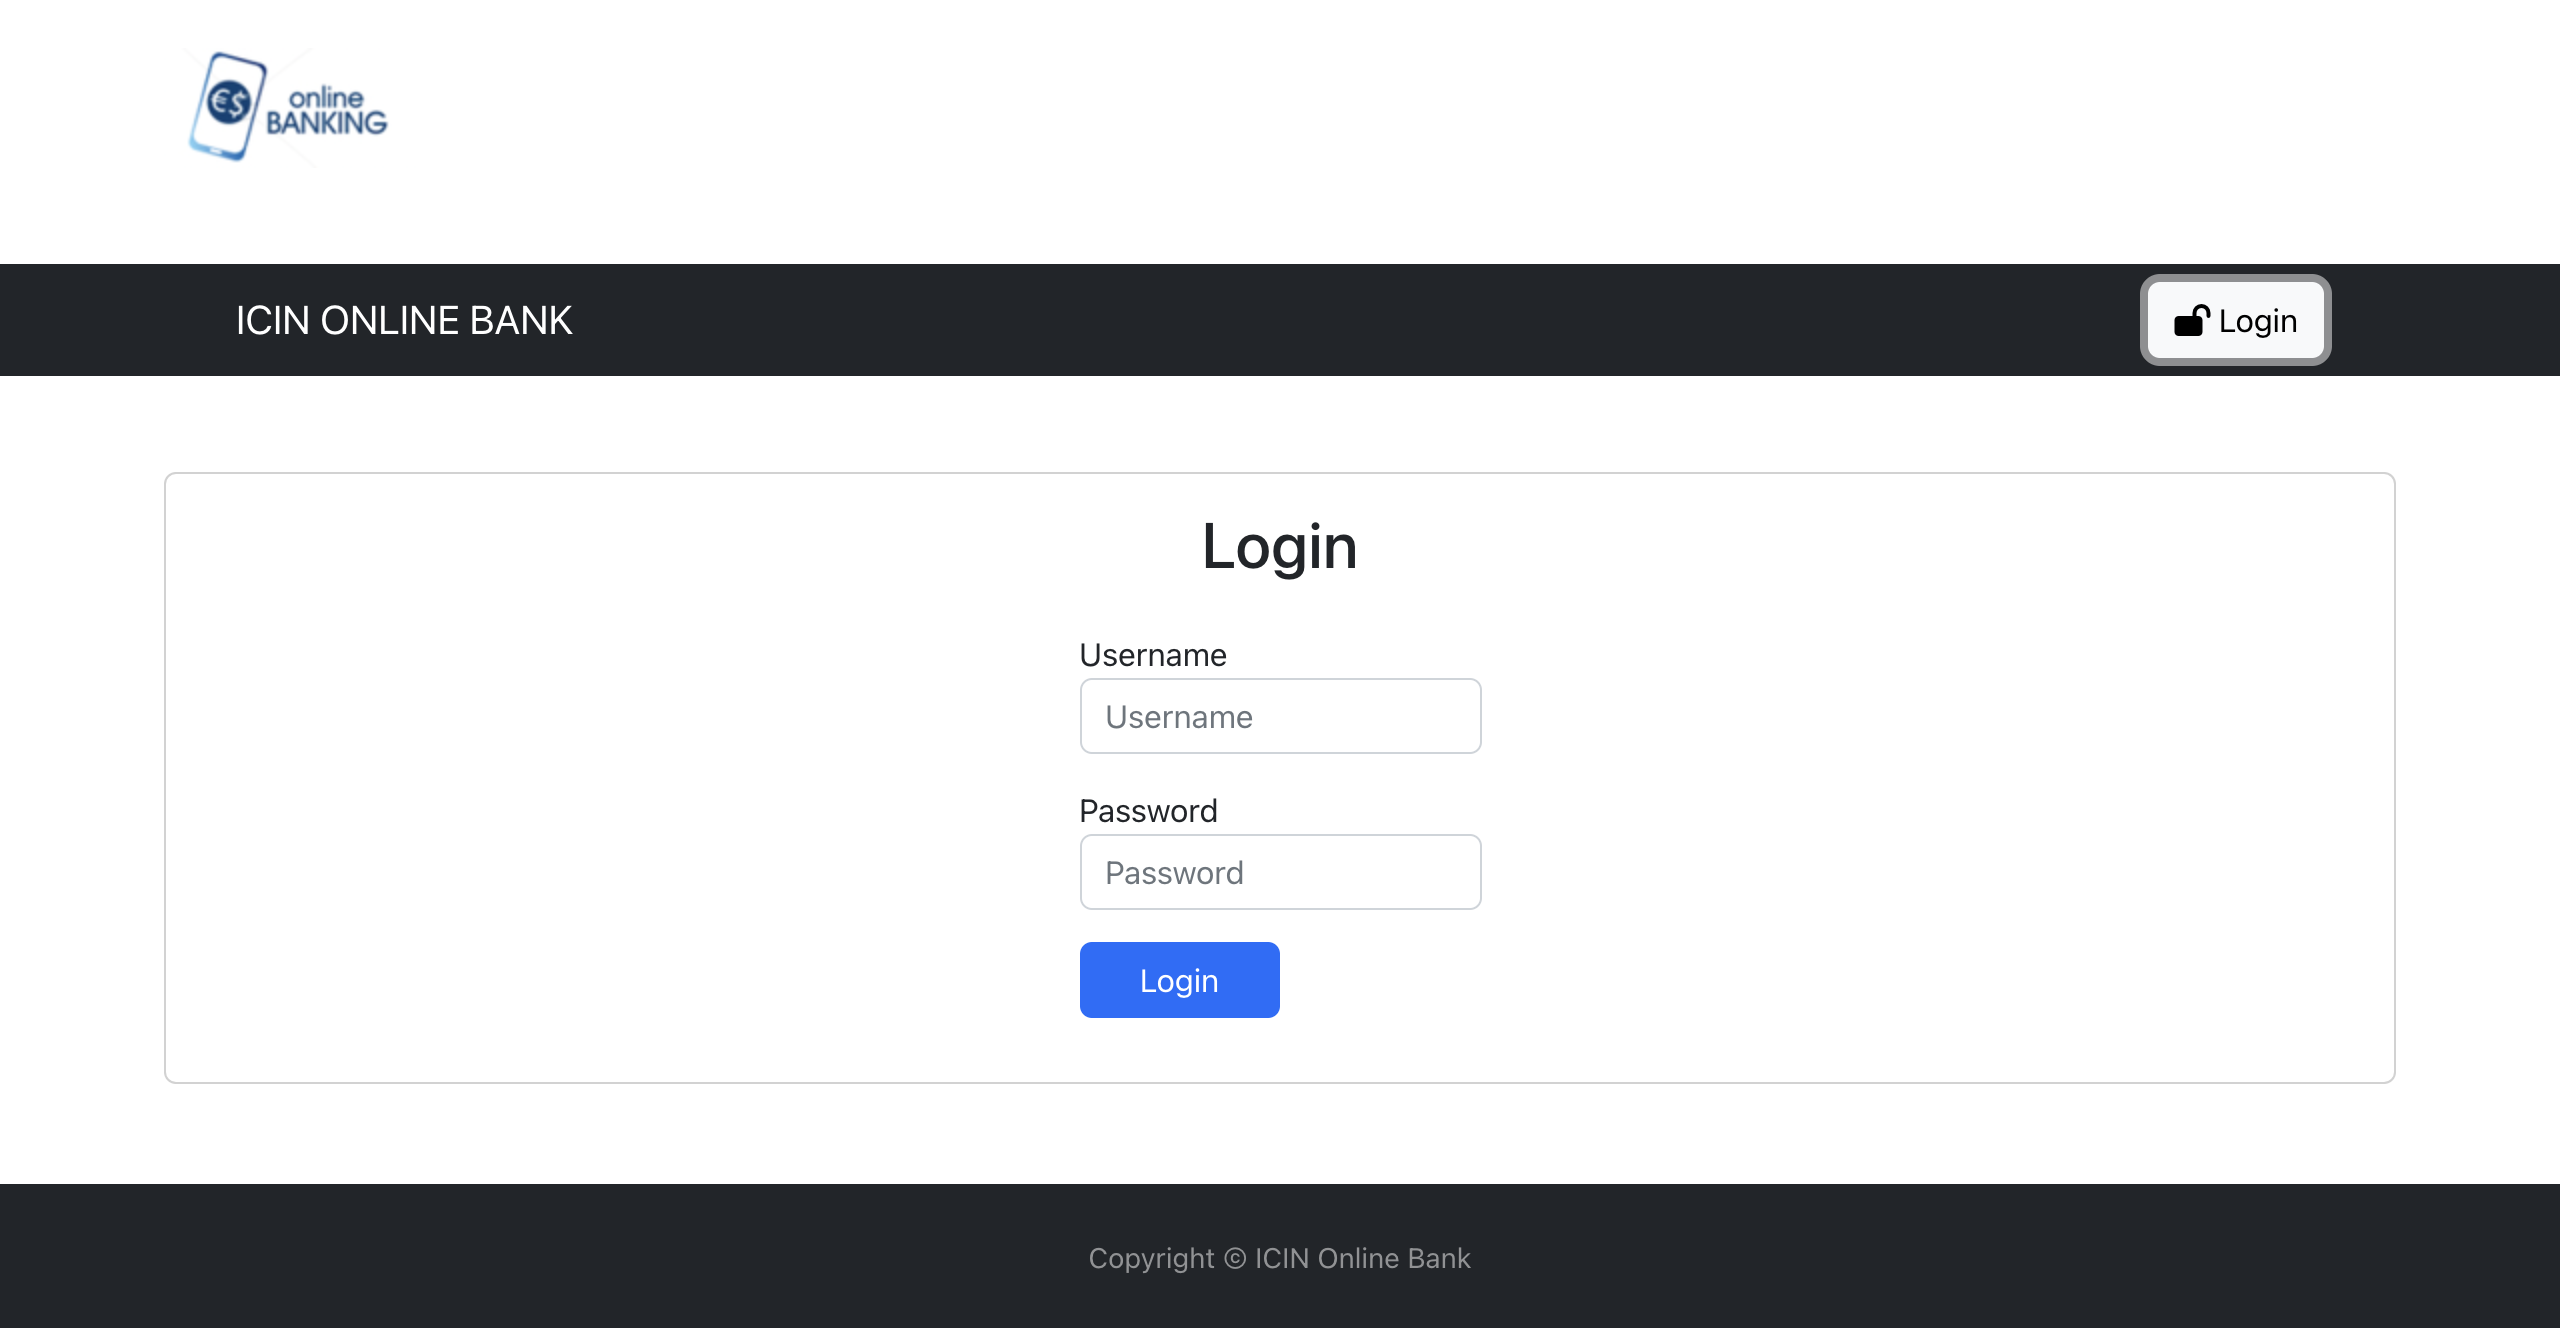 €$
online
BANKING
ICIN ONLINE BANK
Login
Login
Username
Username
Password
Password
Login
Copyright © ICIN Online Bank